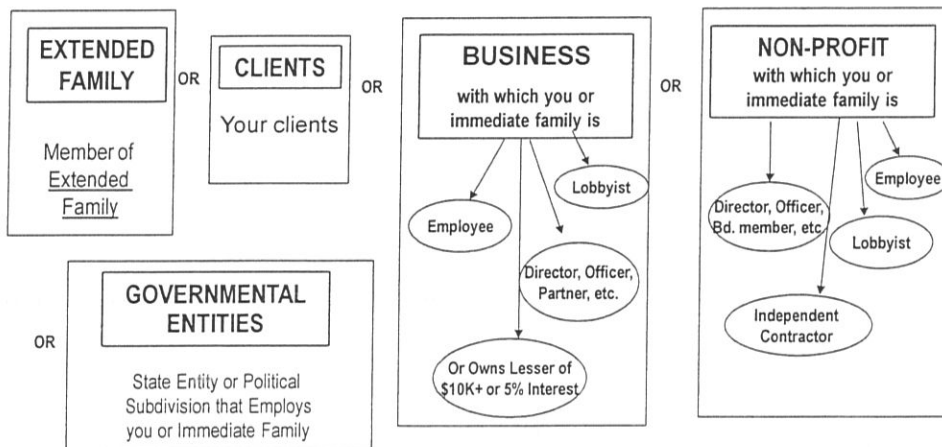 EXTENDED
FAMILY
Member of
Extended
Family
OR
CLIENTS
Your clients
OR
BUSINESS
with which you or
immediate family is
Employee
Lobbyist
Director, Officer,
Partner, etc.
Or Owns Lesser of
$10K+ or 5% Interest
OR
NON-PROFIT
with which you or
immediate family is
Director, Officer,
Bd. member, etc
Employee
Lobbyist
Independent
Contractor
OR
GOVERNMENTAL
ENTITIES
State Entity or Political
Subdivision that Employs
you or Immediate Family